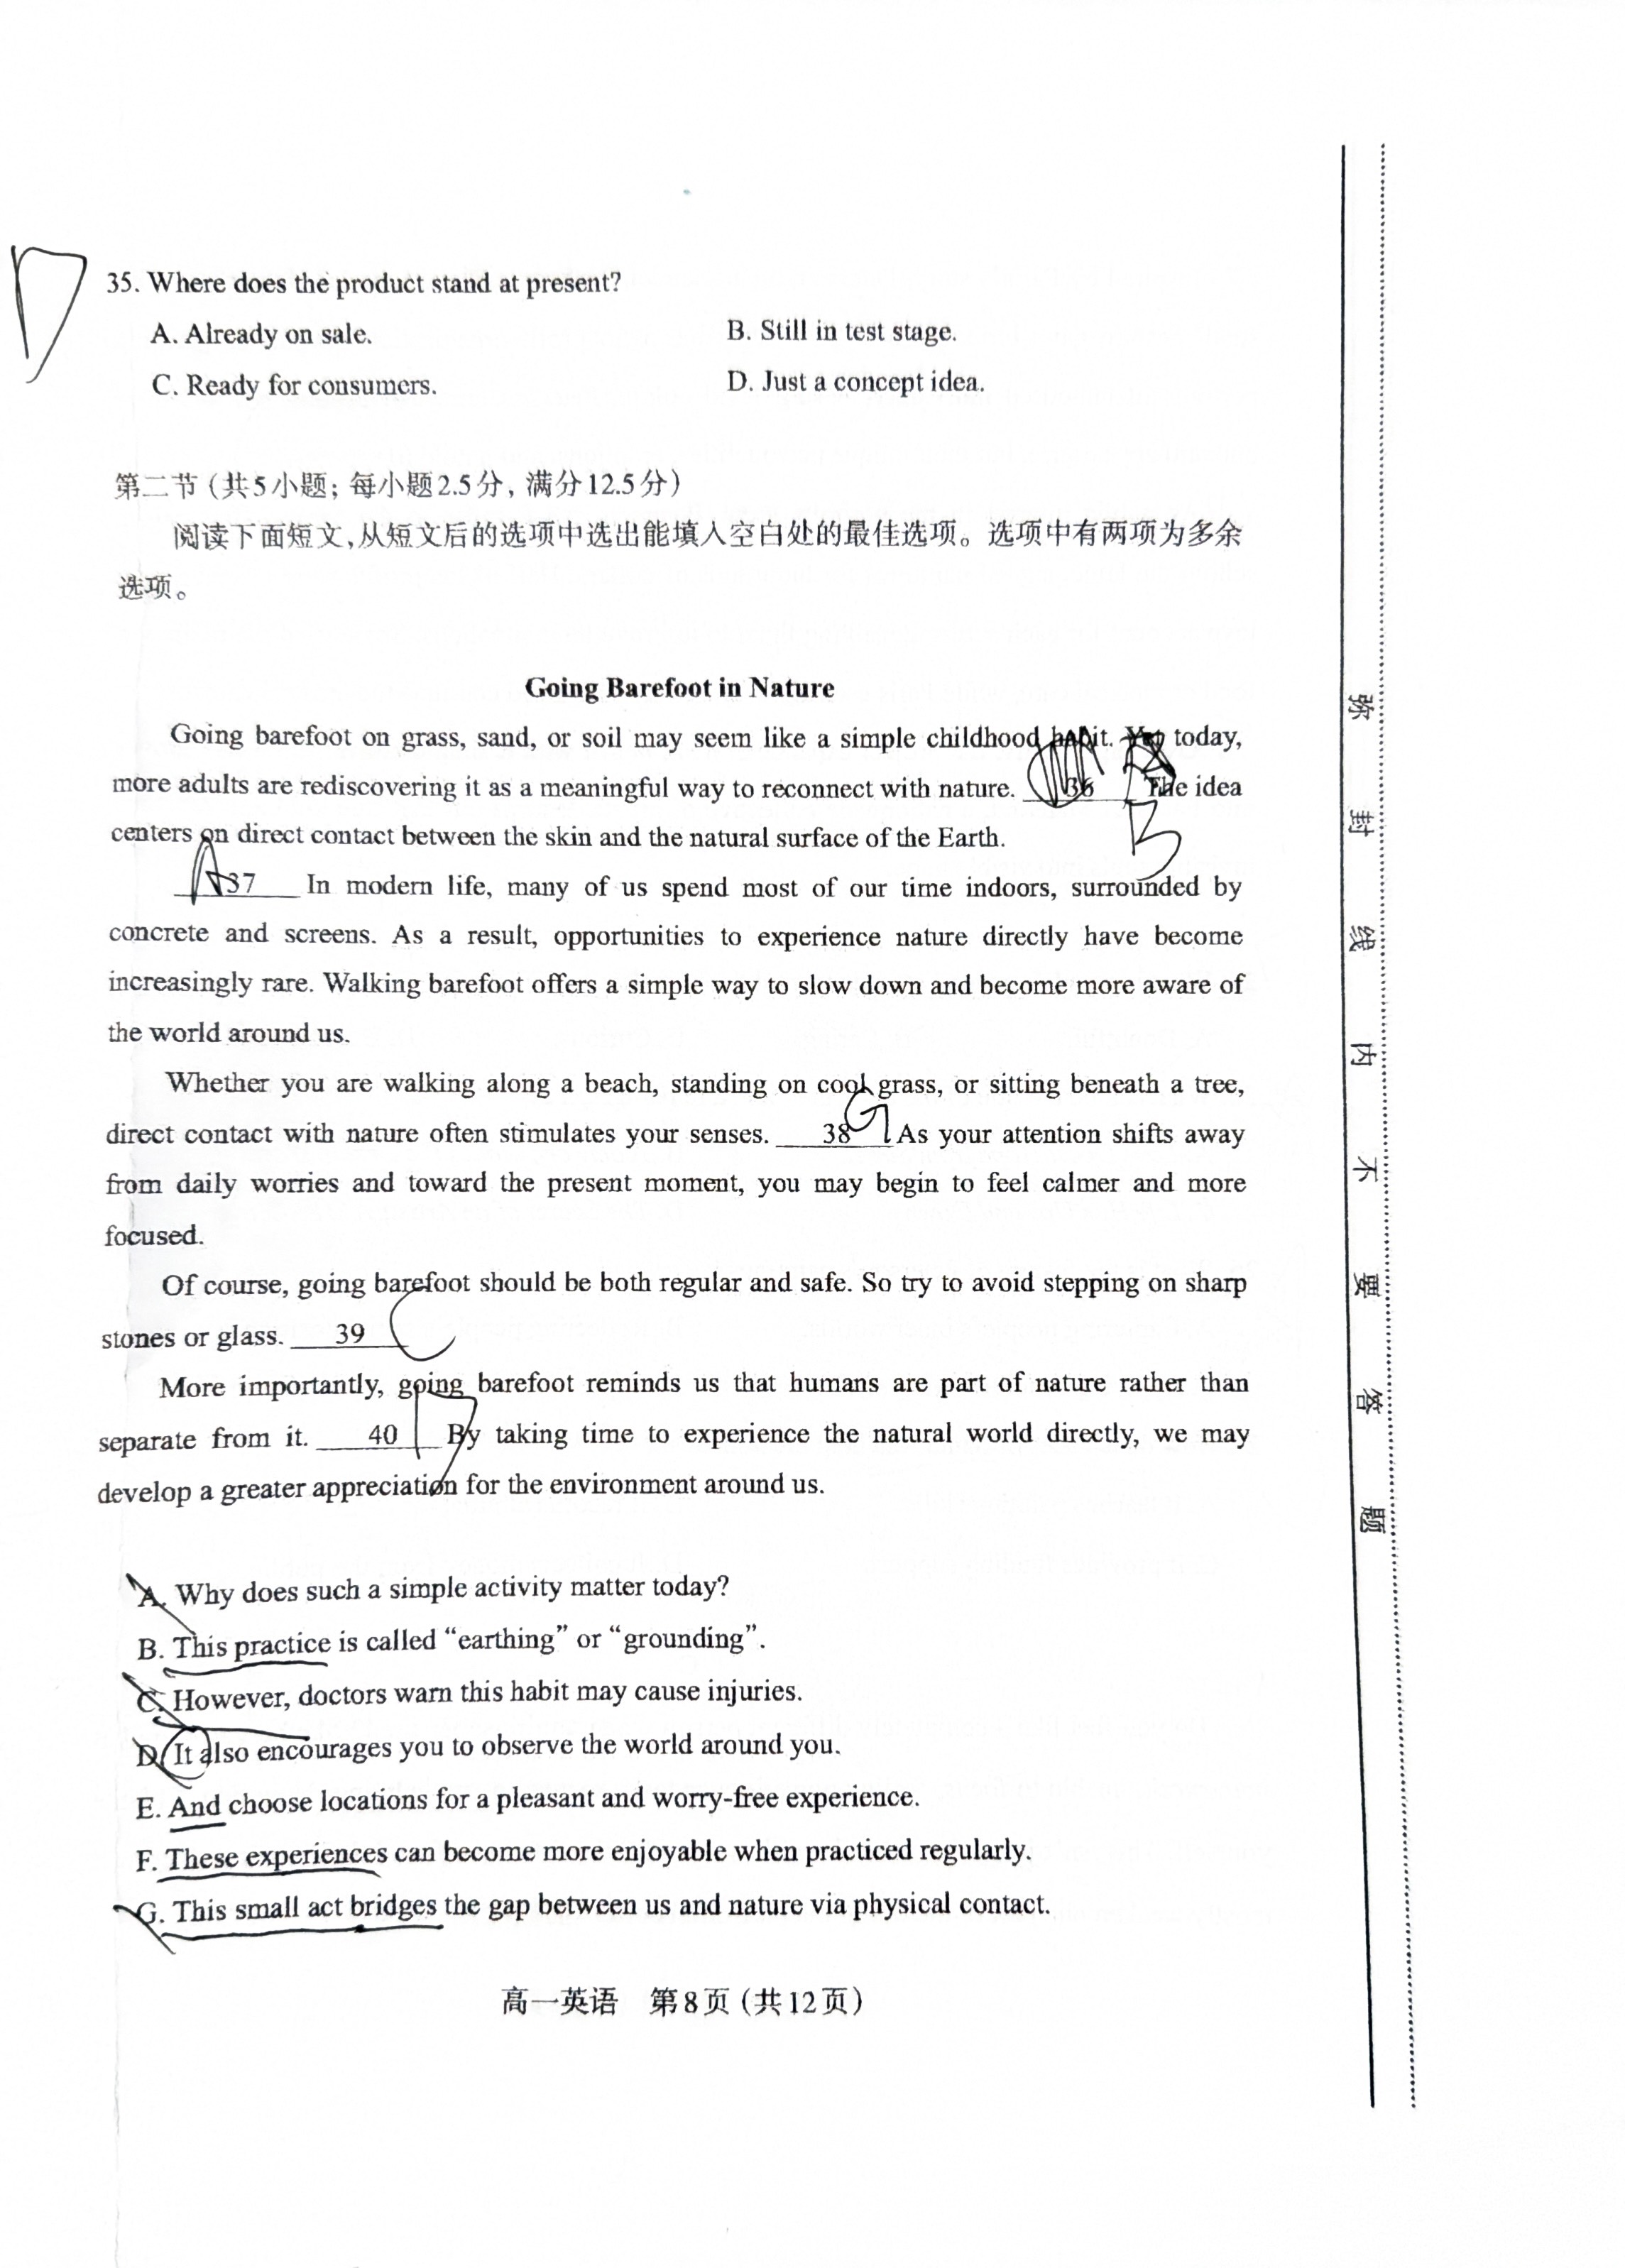 D
35. Where does the product stand at present?
A. Already on sale.
B. Still in test stage.
C. Ready for consumers.
D. Just a concept idea.
第二节（共5小题；每小题2.5分，满分12.5分）
阅读下面短文，从短文后的选项中选出能填入空白处的最佳选项。选项中有两项为多余
选项。
Going Barefoot in Nature
Going barefoot on grass, sand, or soil may seem like a simple childhood habit. Yet today,
more adults are rediscovering it as a meaningful way to reconnect with nature. 36 The idea
B
centers on direct contact between the skin and the natural surface of the Earth.
A
37 In modern life, many of us spend most of our time indoors, surrounded by
concrete and screens. As a result, opportunities to experience nature directly have become
increasingly rare. Walking barefoot offers a simple way to slow down and become more aware of
the world around us.
Whether you are walking along a beach, standing on cool grass, or sitting beneath a tree,
G
direct contact with nature often stimulates your senses. 38 As your attention shifts away
from daily worries and toward the present moment, you may begin to feel calmer and more
focused.
Of course, going barefoot should be both regular and safe. So try to avoid stepping on sharp
stones or glass. 39
C
More importantly, going barefoot reminds us that humans are part of nature rather than
D
separate from it. 40 By taking time to experience the natural world directly, we may
develop a greater appreciation for the environment around us.
A. Why does such a simple activity matter today?
B. This practice is called “earthing” or “grounding”.
C. However, doctors warn this habit may cause injuries.
D. It also encourages you to observe the world around you.
E. And choose locations for a pleasant and worry-free experience.
F. These experiences can become more enjoyable when practiced regularly.
G. This small act bridges the gap between us and nature via physical contact.
高一英语 第8页（共12页）
弥
封
线
内
不
要
答
题